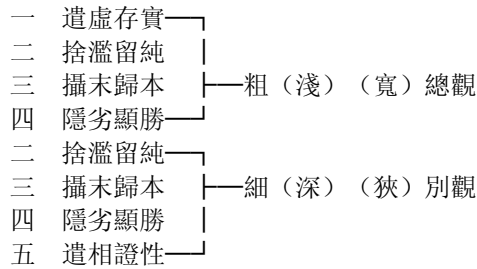 一　遣虛存實──┐
二　捨濫留純　│
三　攝末歸本　├─粗（淺）（寬）總觀
四　隱劣顯勝──┘
二　捨濫留純──┐
三　攝末歸本　├─細（深）（狹）別觀
四　隱劣顯勝　│
五　遣相證性──┘